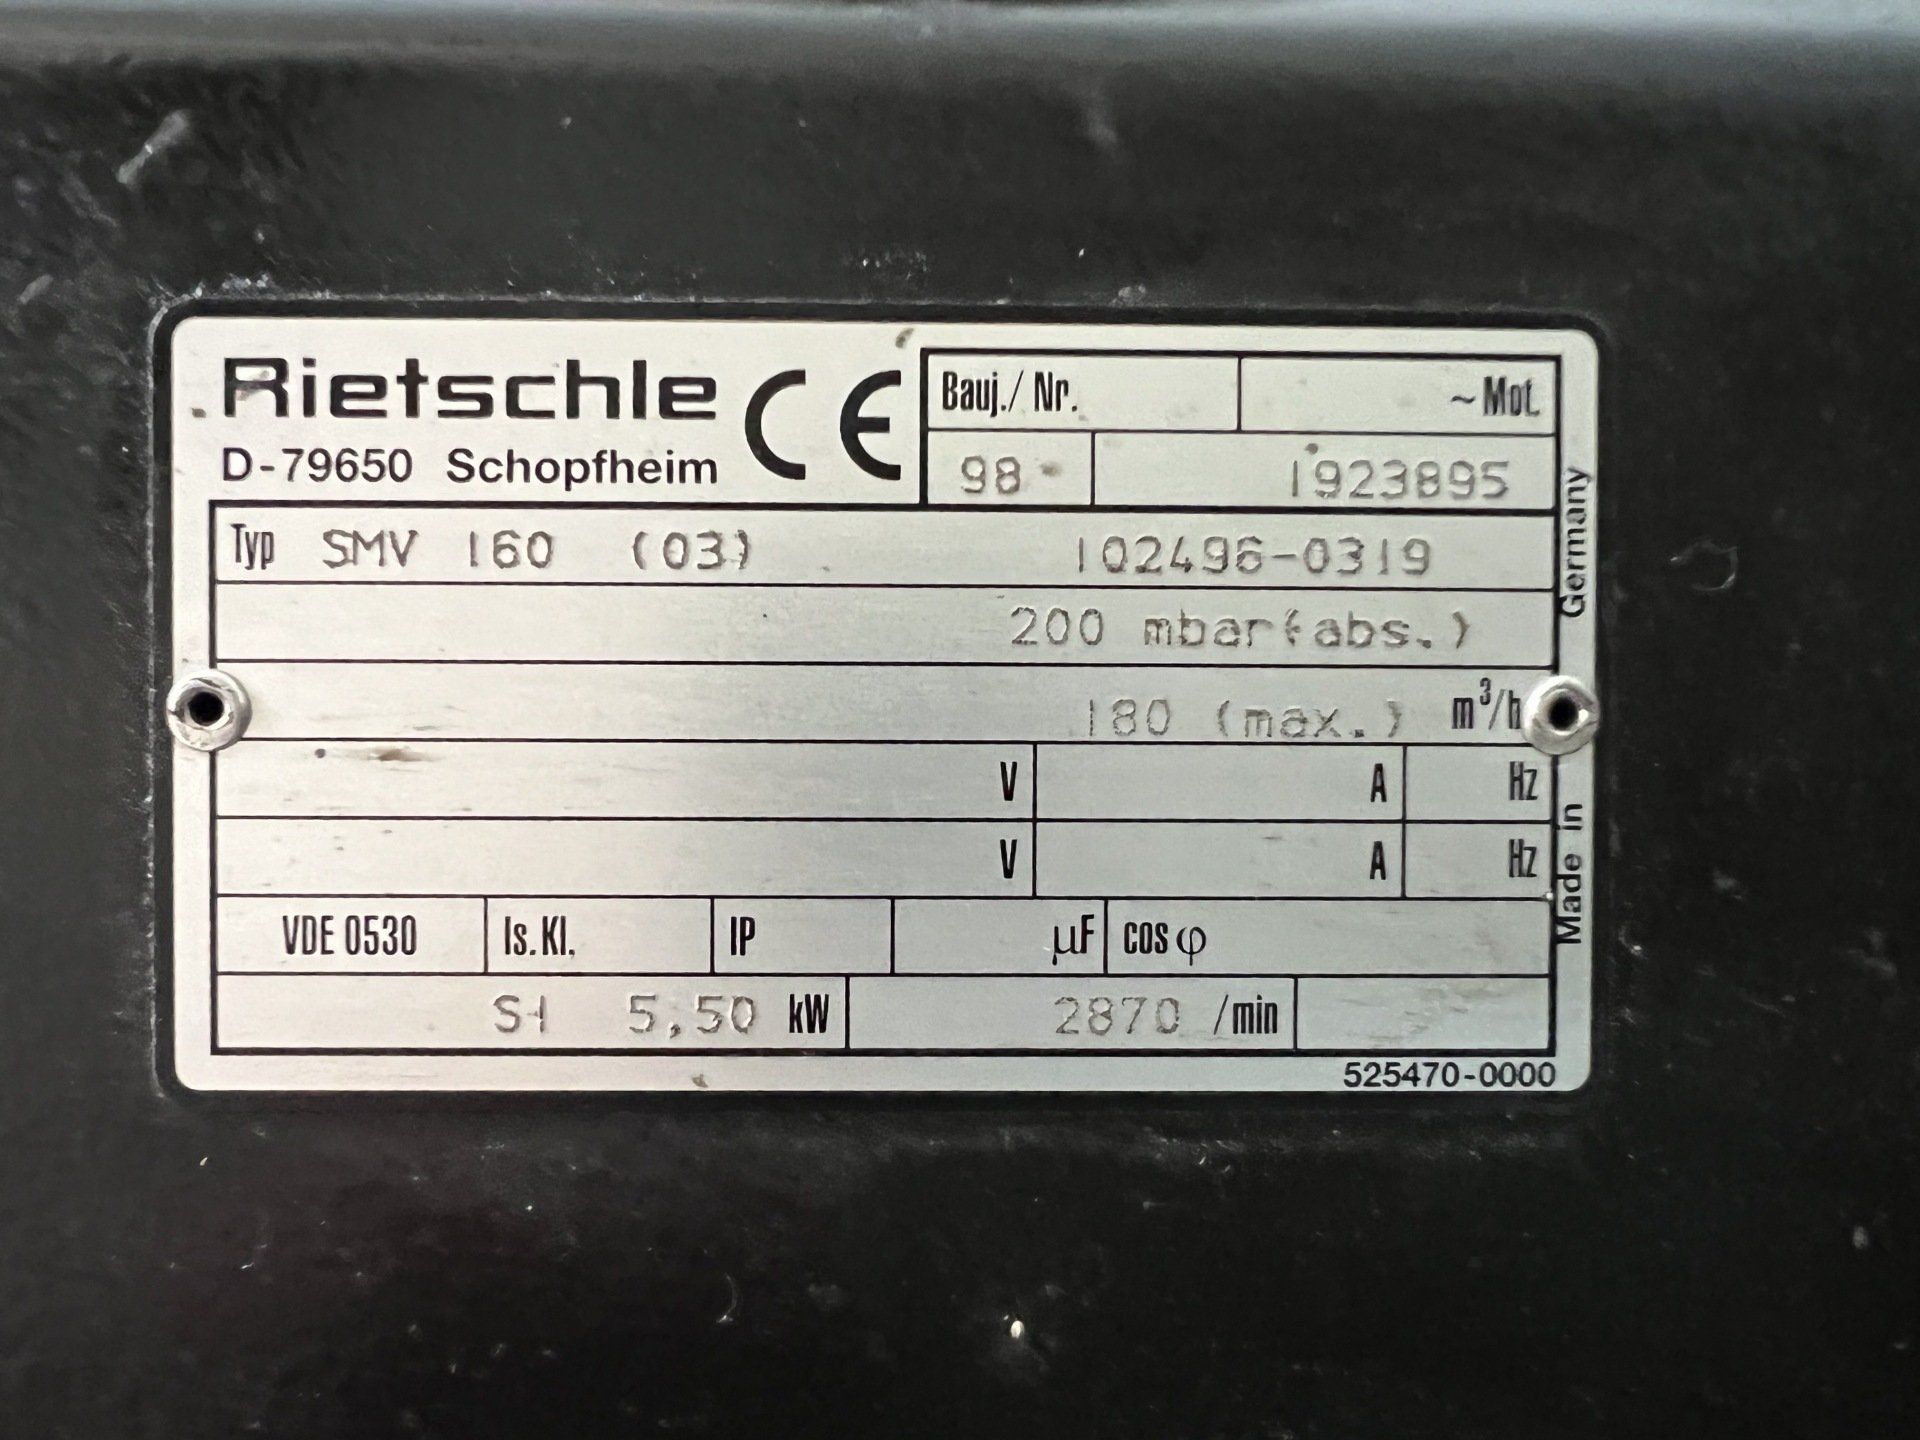 Rietschle CE
D-79650 Schopfheim
Bauj./ Nr. ~Mot.
98 1923895
Typ SMV 160 (03) 102496-0319
200 mbar(abs.)
180 (max.) m³/h
V A Hz
V A Hz
VDE 0530 Is.Kl. IP µF cos φ
S1 5,50 kW 2870 /min
525470-0000
Made in Germany